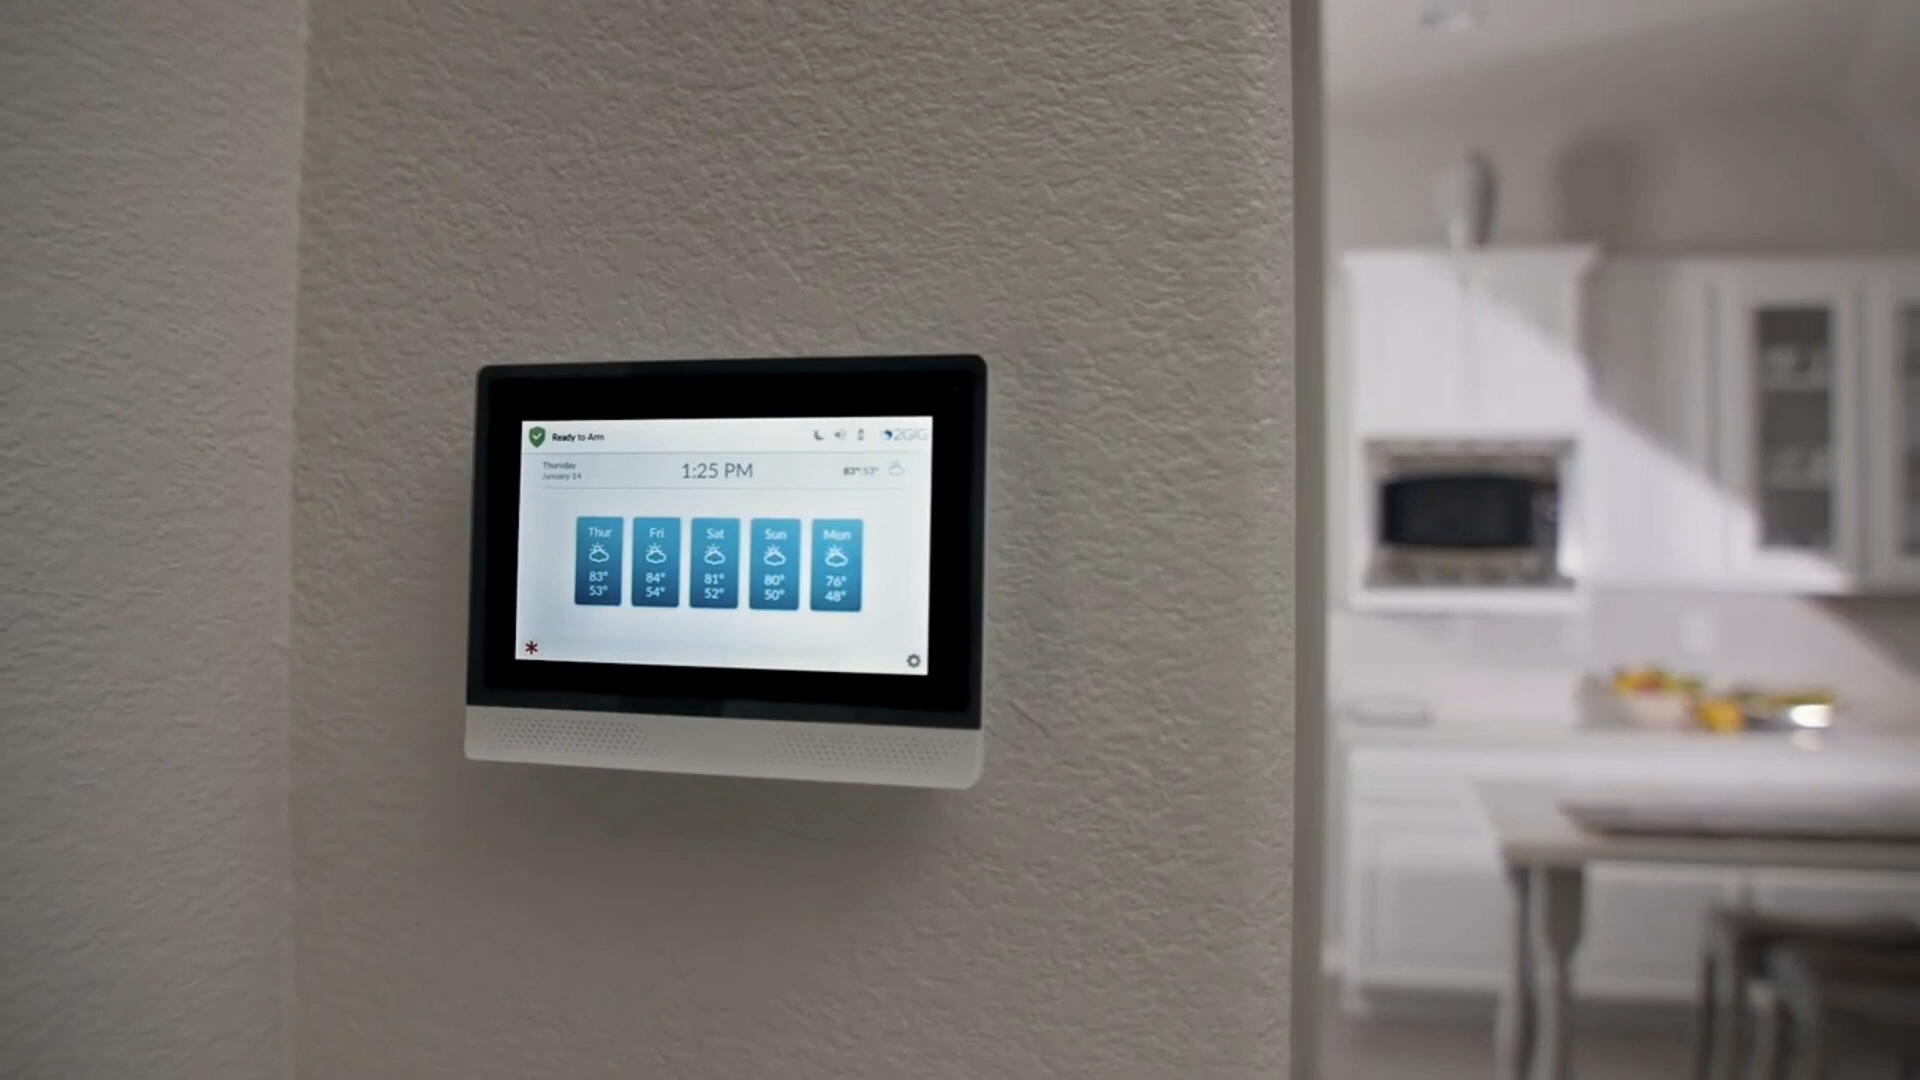 Ready to Arm
2GIG
Thursday
January 14
1:25 PM
83° 53°
Thur Fri Sat Sun Mon
83° 84° 81° 80° 76°
53° 54° 52° 50° 48°